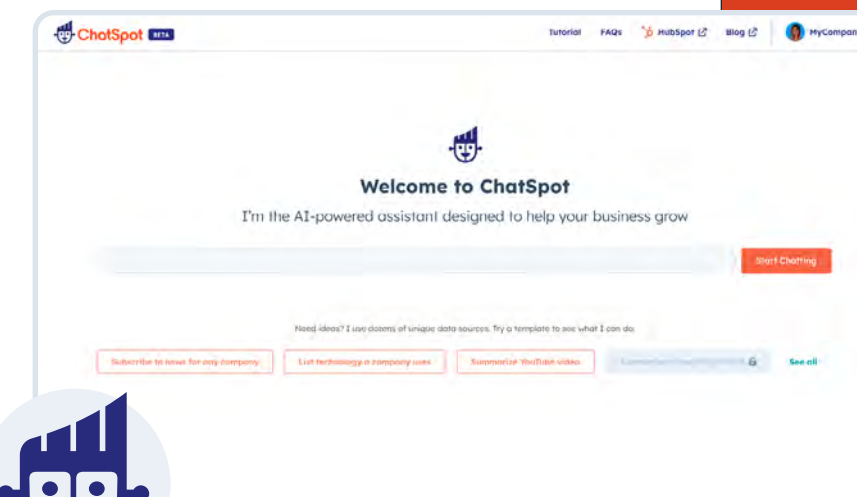 ChatSpot BETA
Tutorial FAQs HubSpot Blog MyCompan
Welcome to ChatSpot
I'm the AI-powered assistant designed to help your business grow
Start Chatting
Need ideas? I use dozens of unique data sources. Try a template to see what I can do.
Subscribe to news for any company List technology a company uses Summarize YouTube video See all